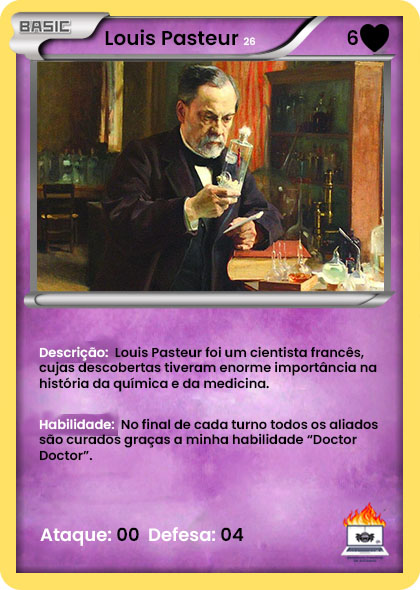 BASIC
Louis Pasteur 26 6
Descrição: Louis Pasteur foi um cientista francês,
cujas descobertas tiveram enorme importância na
história da química e da medicina.
Habilidade: No final de cada turno todos os aliados
são curados graças a minha habilidade “Doctor
Doctor”.
Ataque: 00 Defesa: 04